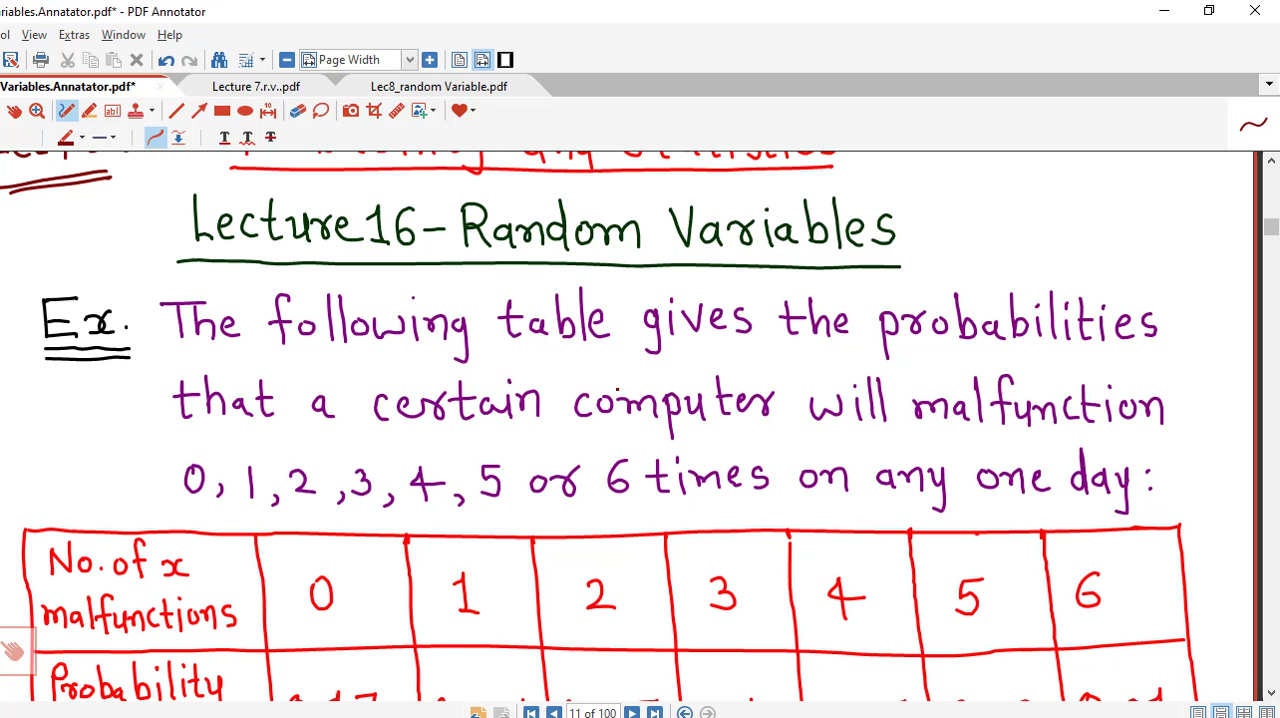 ariables.Annatator.pdf* - PDF Annotator
ol View Extras Window Help
Page Width
Variables.Annatator.pdf* Lecture 7.r.v..pdf Lec8_random Variable.pdf
Lecture 16 - Random Variables
Ex. The following table gives the probabilities
that a certain computer will malfunction
0, 1, 2, 3, 4, 5 or 6 times on any one day:
No. of x 0 1 2 3 4 5 6
malfunctions
Probability
11 of 100